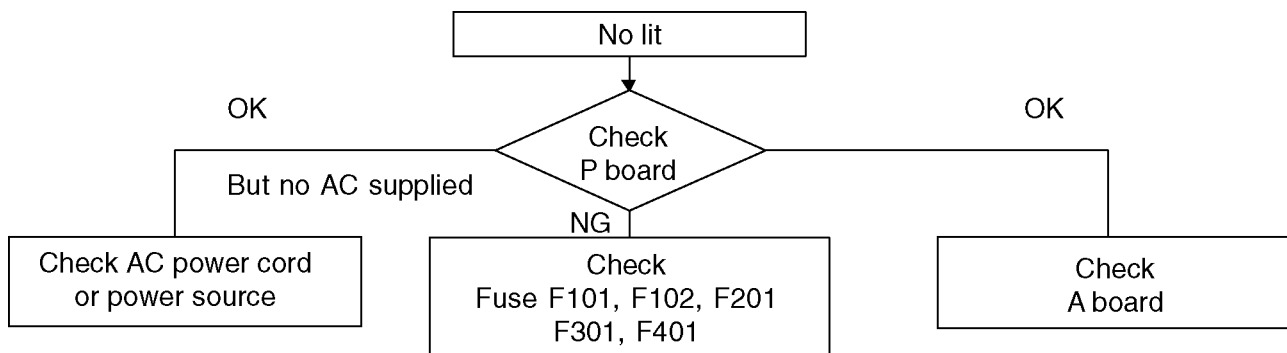 No lit
OK
OK
Check
P board
But no AC supplied
NG
Check AC power cord
or power source
Check
Fuse F101, F102, F201
F301, F401
Check
A board